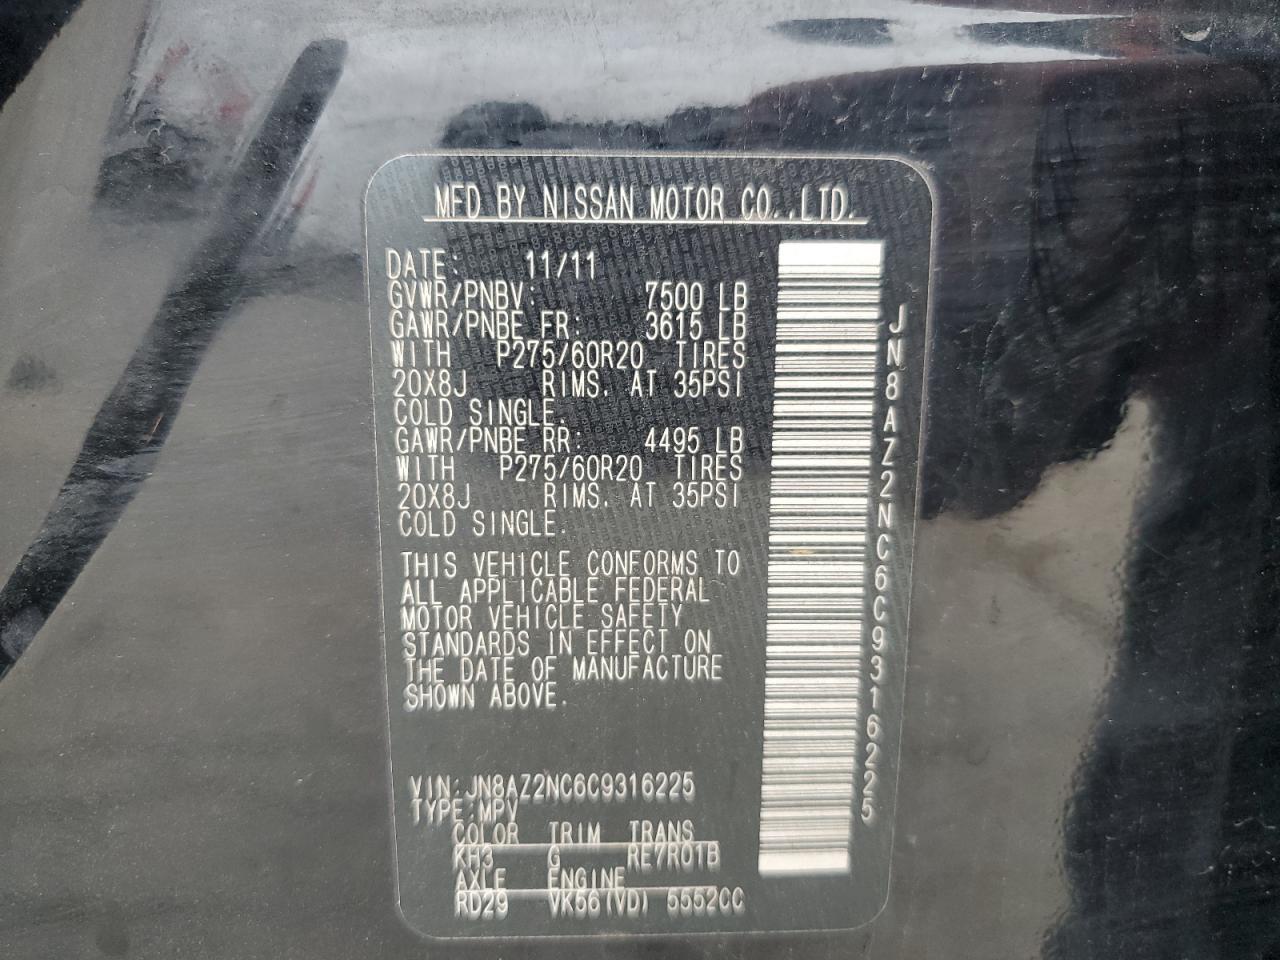 MFD BY NISSAN MOTOR CO.,LTD.
DATE: 11/11
GVWR/PNBV: 7500 LB
GAWR/PNBE FR: 3615 LB
WITH P275/60R20 TIRES
20X8J RIMS. AT 35PSI
COLD SINGLE.
GAWR/PNBE RR: 4495 LB
WITH P275/60R20 TIRES
20X8J RIMS. AT 35PSI
COLD SINGLE.
THIS VEHICLE CONFORMS TO
ALL APPLICABLE FEDERAL
MOTOR VEHICLE SAFETY
STANDARDS IN EFFECT ON
THE DATE OF MANUFACTURE
SHOWN ABOVE.
VIN:JN8AZ2NC6C9316225
TYPE:MPV
COLOR TRIM TRANS
KH3 G RE7R01B
AXLE ENGINE
RD29 VK56(VD) 5552CC
JN8AZ2NC6C9316225